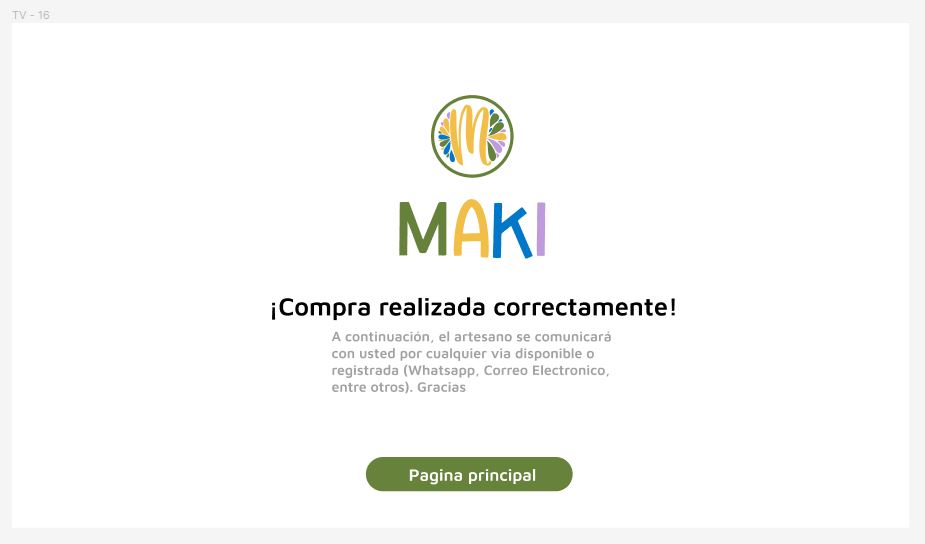 TV - 16
M
MAKI
¡Compra realizada correctamente!
A continuación, el artesano se comunicará
con usted por cualquier via disponible o
registrada (Whatsapp, Correo Electronico,
entre otros). Gracias
Pagina principal